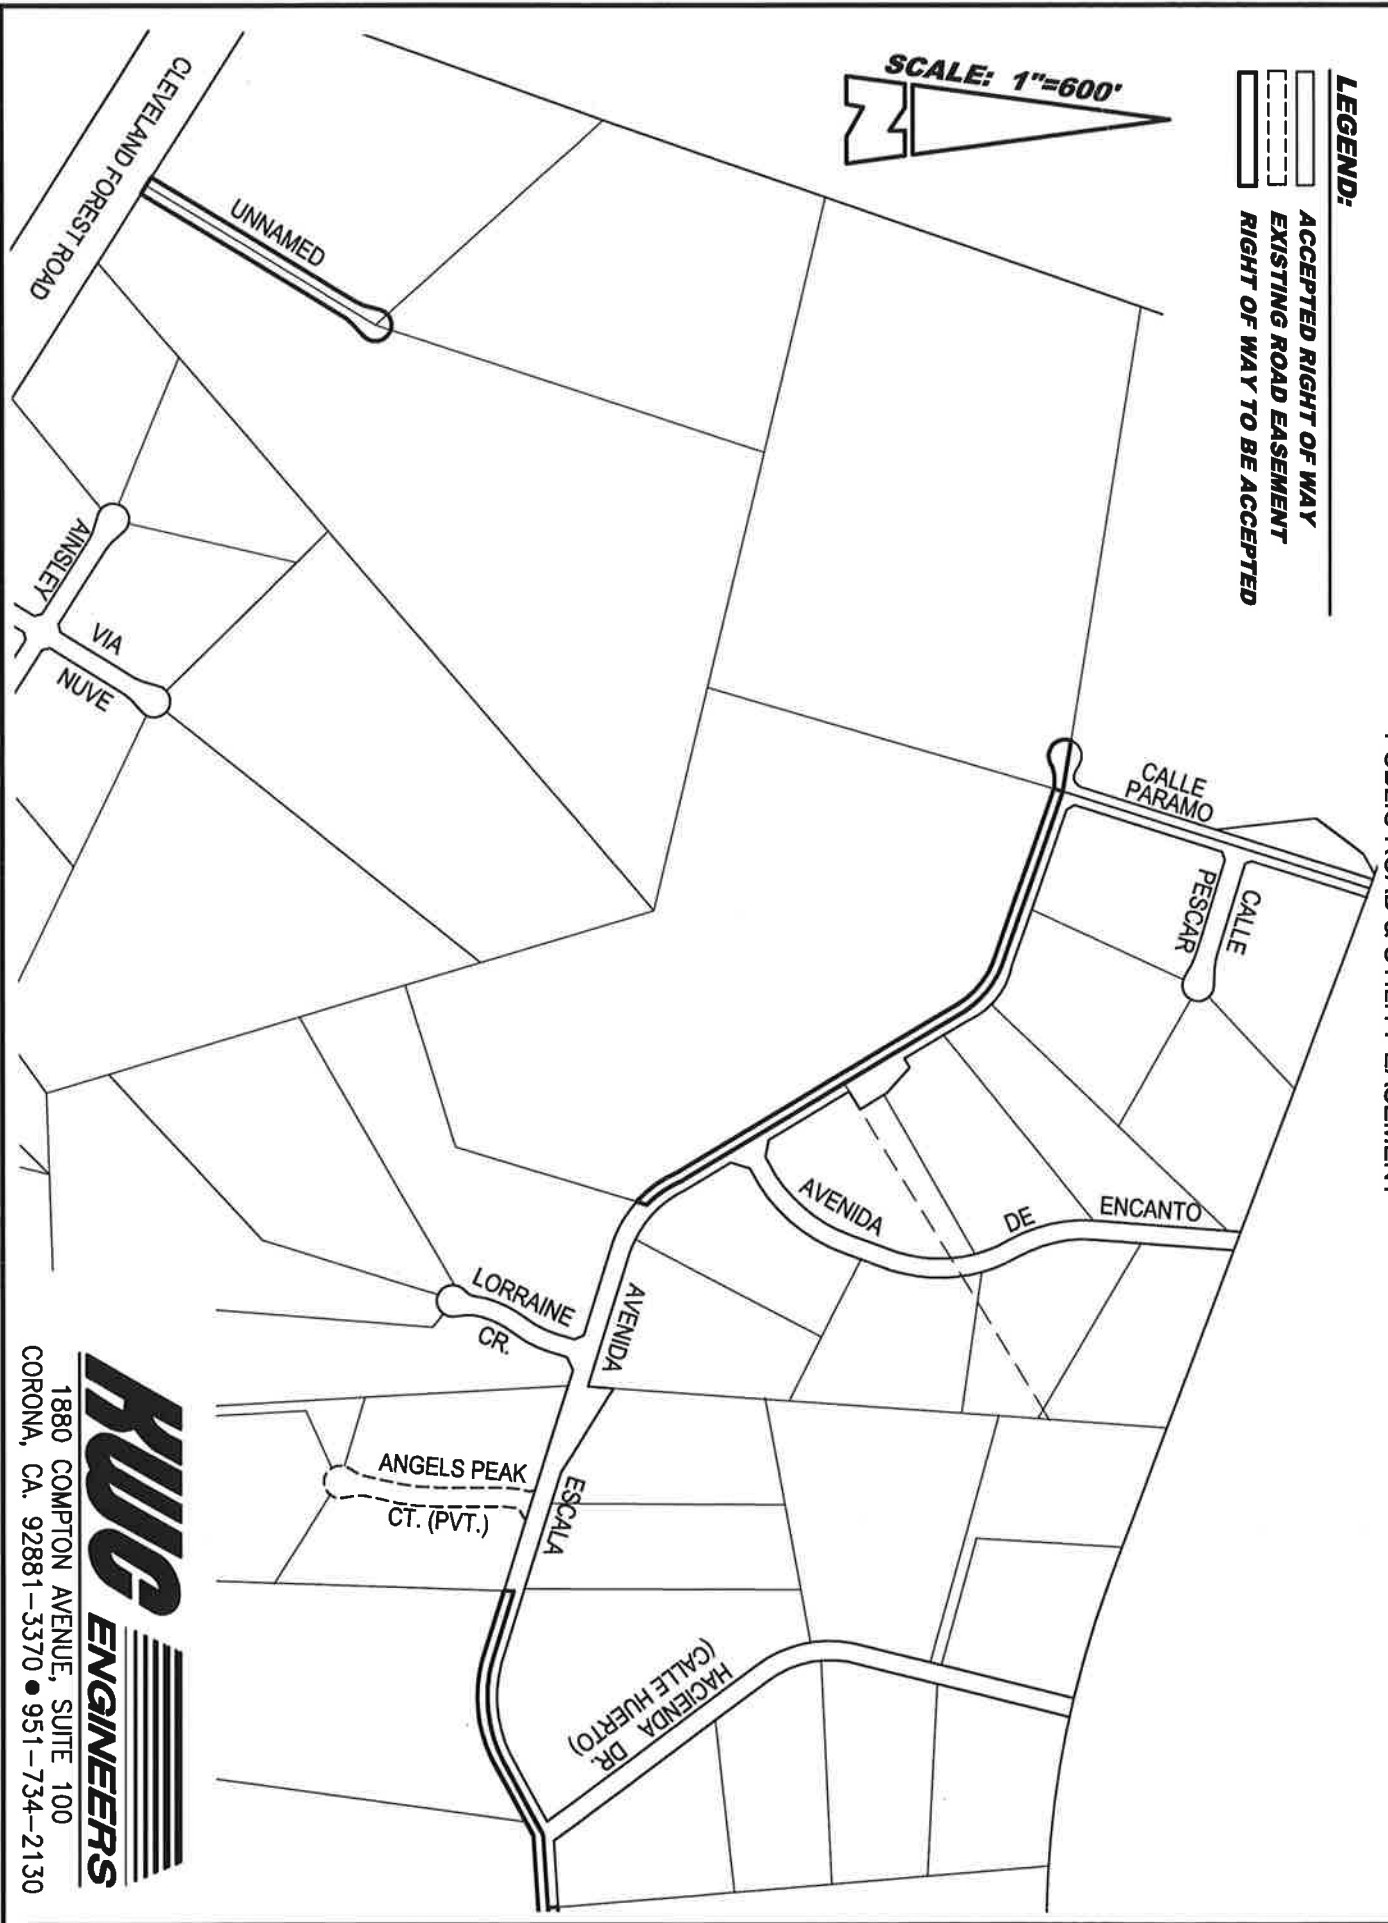 LEGEND:
ACCEPTED RIGHT OF WAY
EXISTING ROAD EASEMENT
RIGHT OF WAY TO BE ACCEPTED
SCALE: 1"=600'
N
CLEVELAND FOREST ROAD
UNNAMED
AINSLEY
VIA
NUVE
CALLE
PARAMO
CALLE
PESCAR
AVENIDA
DE
ENCANTO
LORRAINE
CR.
AVENIDA
ESCALA
ANGELS PEAK
CT. (PVT.)
HACIENDA DR.
(CALLE HUERTO)
KWC ENGINEERS
1880 COMPTON AVENUE, SUITE 100
CORONA, CA. 92881-3370 • 951-734-2130